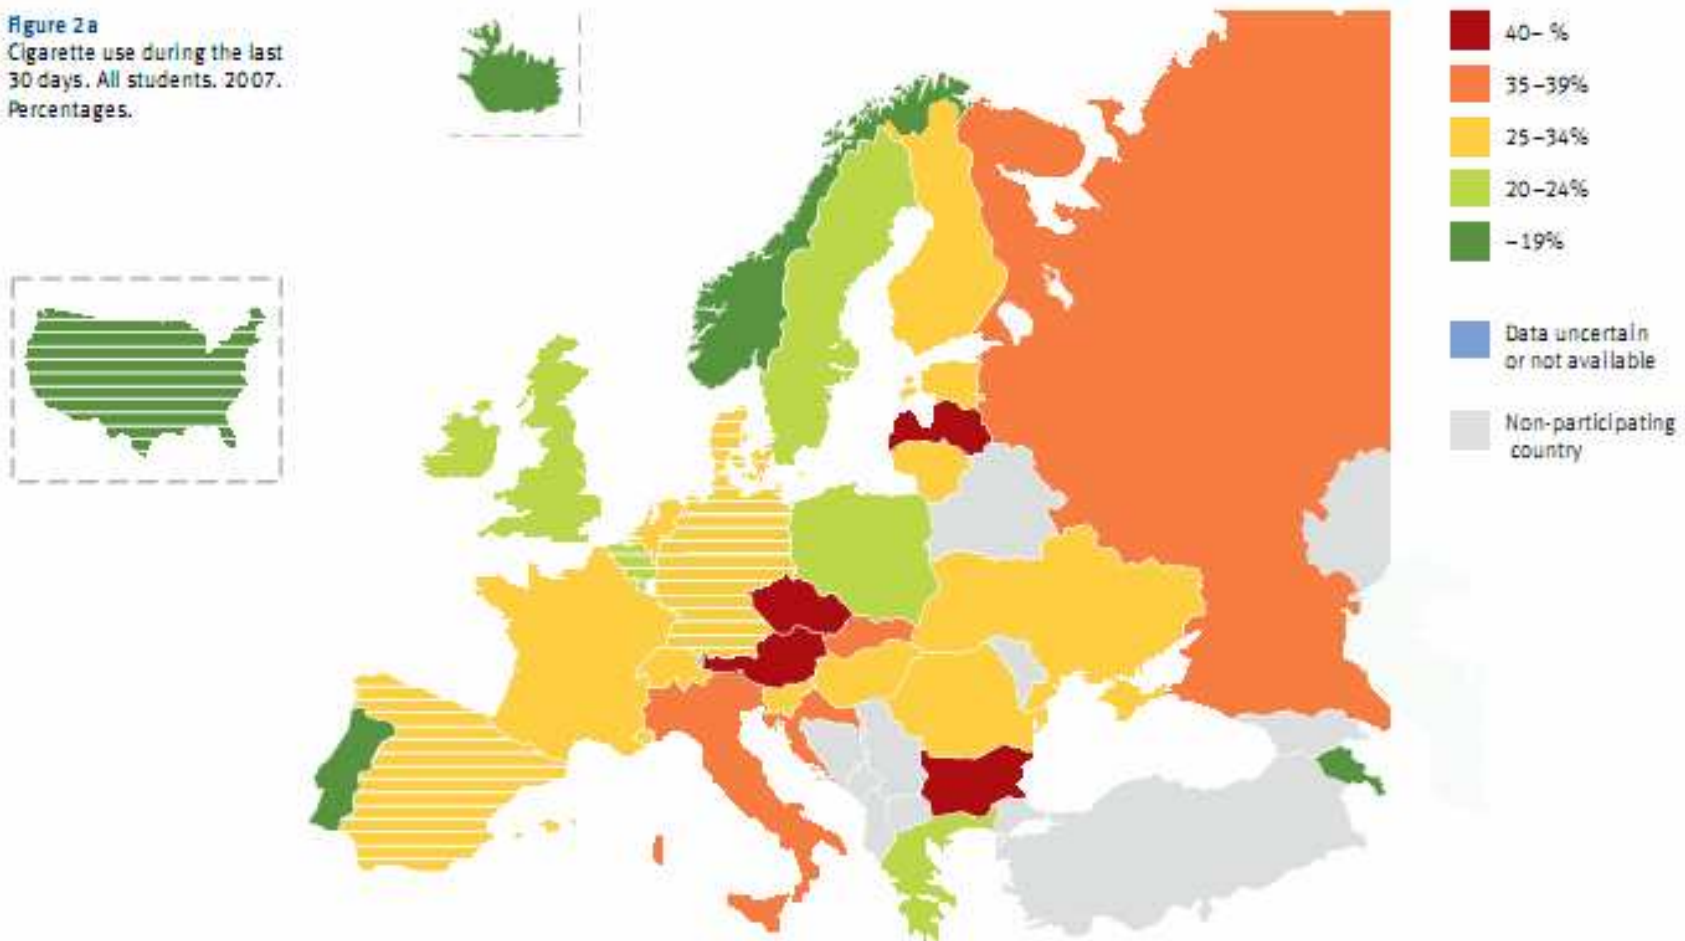 Figure 2a
Cigarette use during the last
30 days. All students. 2007.
Percentages.
40– %
35–39%
25–34%
20–24%
–19%
Data uncertain
or not available
Non-participating
country